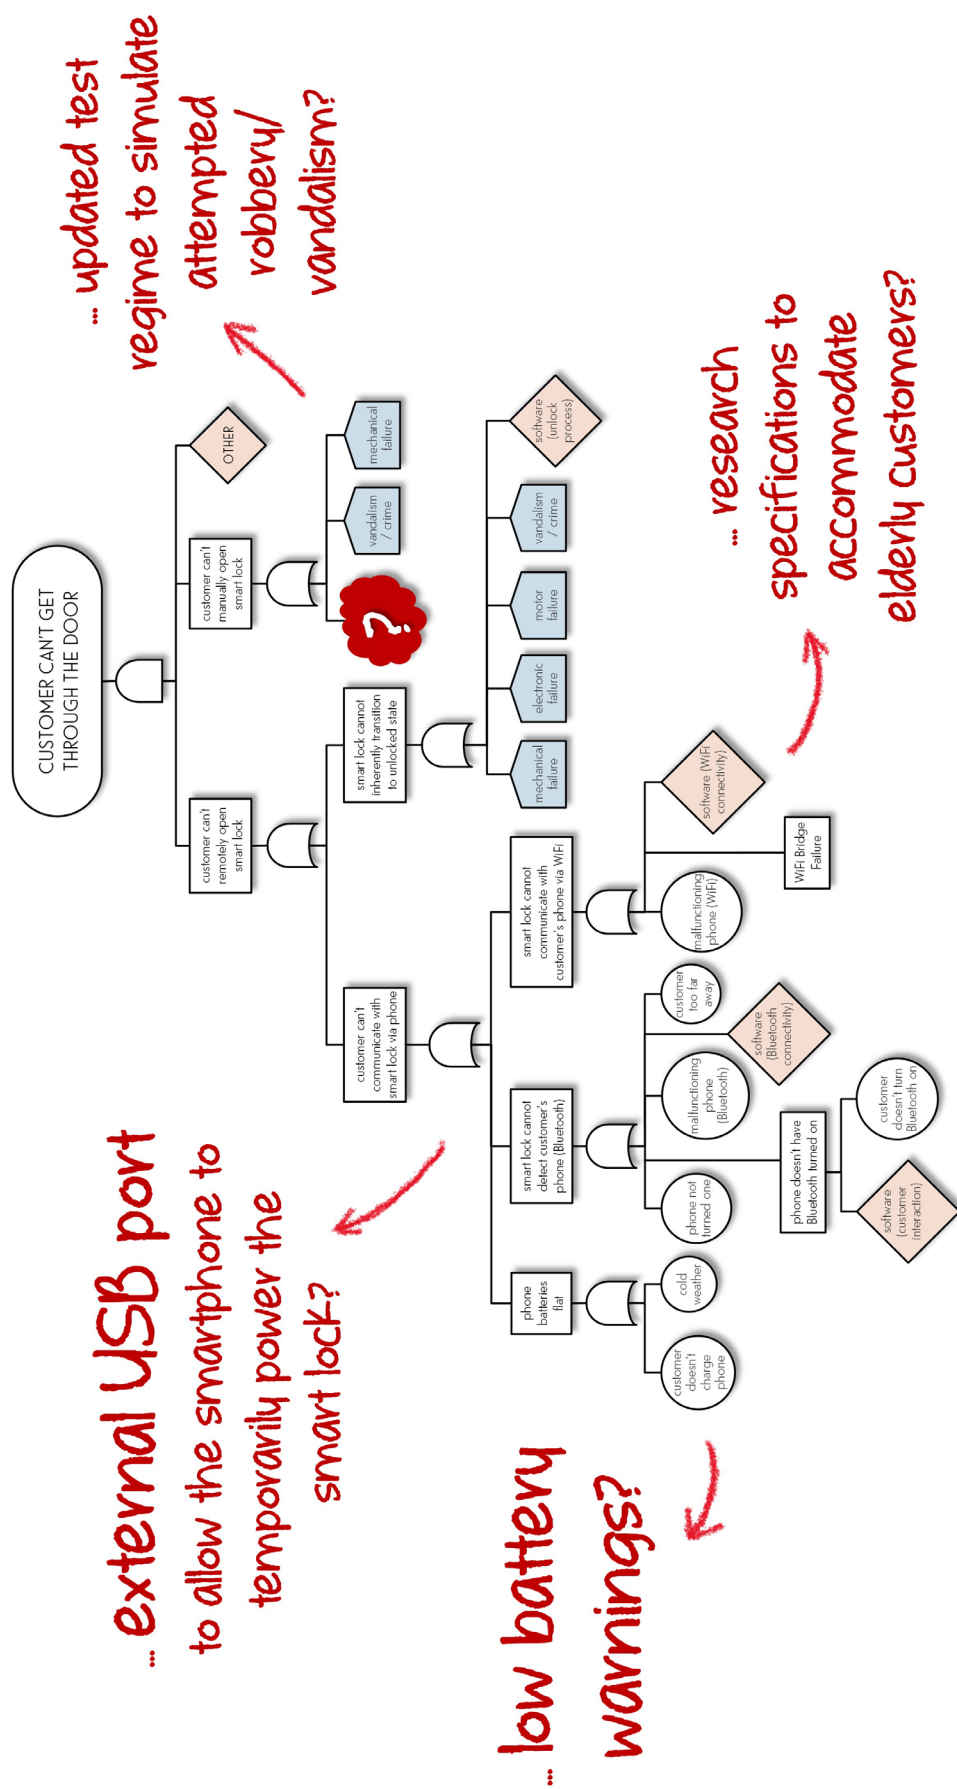 CUSTOMER CAN'T GET
THROUGH THE DOOR
customer can't
remotely open
smart lock
customer can't
manually open
smart lock
OTHER
customer can't
communicate with
smart lock via phone
smart lock cannot
inherently transition
to unlocked state
?
vandalism
/ crime
mechanical
failure
phone
batteries
flat
smart lock cannot
detect customer's
phone (Bluetooth)
smart lock cannot
communicate with
customer's phone via WiFi
mechanical
failure
electronic
failure
motor
failure
vandalism
/ crime
software
(unlock
process)
customer
doesn't
charge
phone
cold
weather
phone not
turned one
malfunctioning
phone
(Bluetooth)
customer
too far
away
malfunctioning
phone (WiFi)
software (WiFi
connectivity)
phone doesn't have
Bluetooth turned on
software
(Bluetooth
connectivity)
WiFi Bridge
Failure
software
(customer
interaction)
customer
doesn't turn
Bluetooth on
... external USB port
to allow the smartphone to
temporarily power the
smart lock?
... updated test
regime to simulate
attempted
robbery/
vandalism?
... low battery
warnings?
... research
specifications to
accommodate
elderly customers?